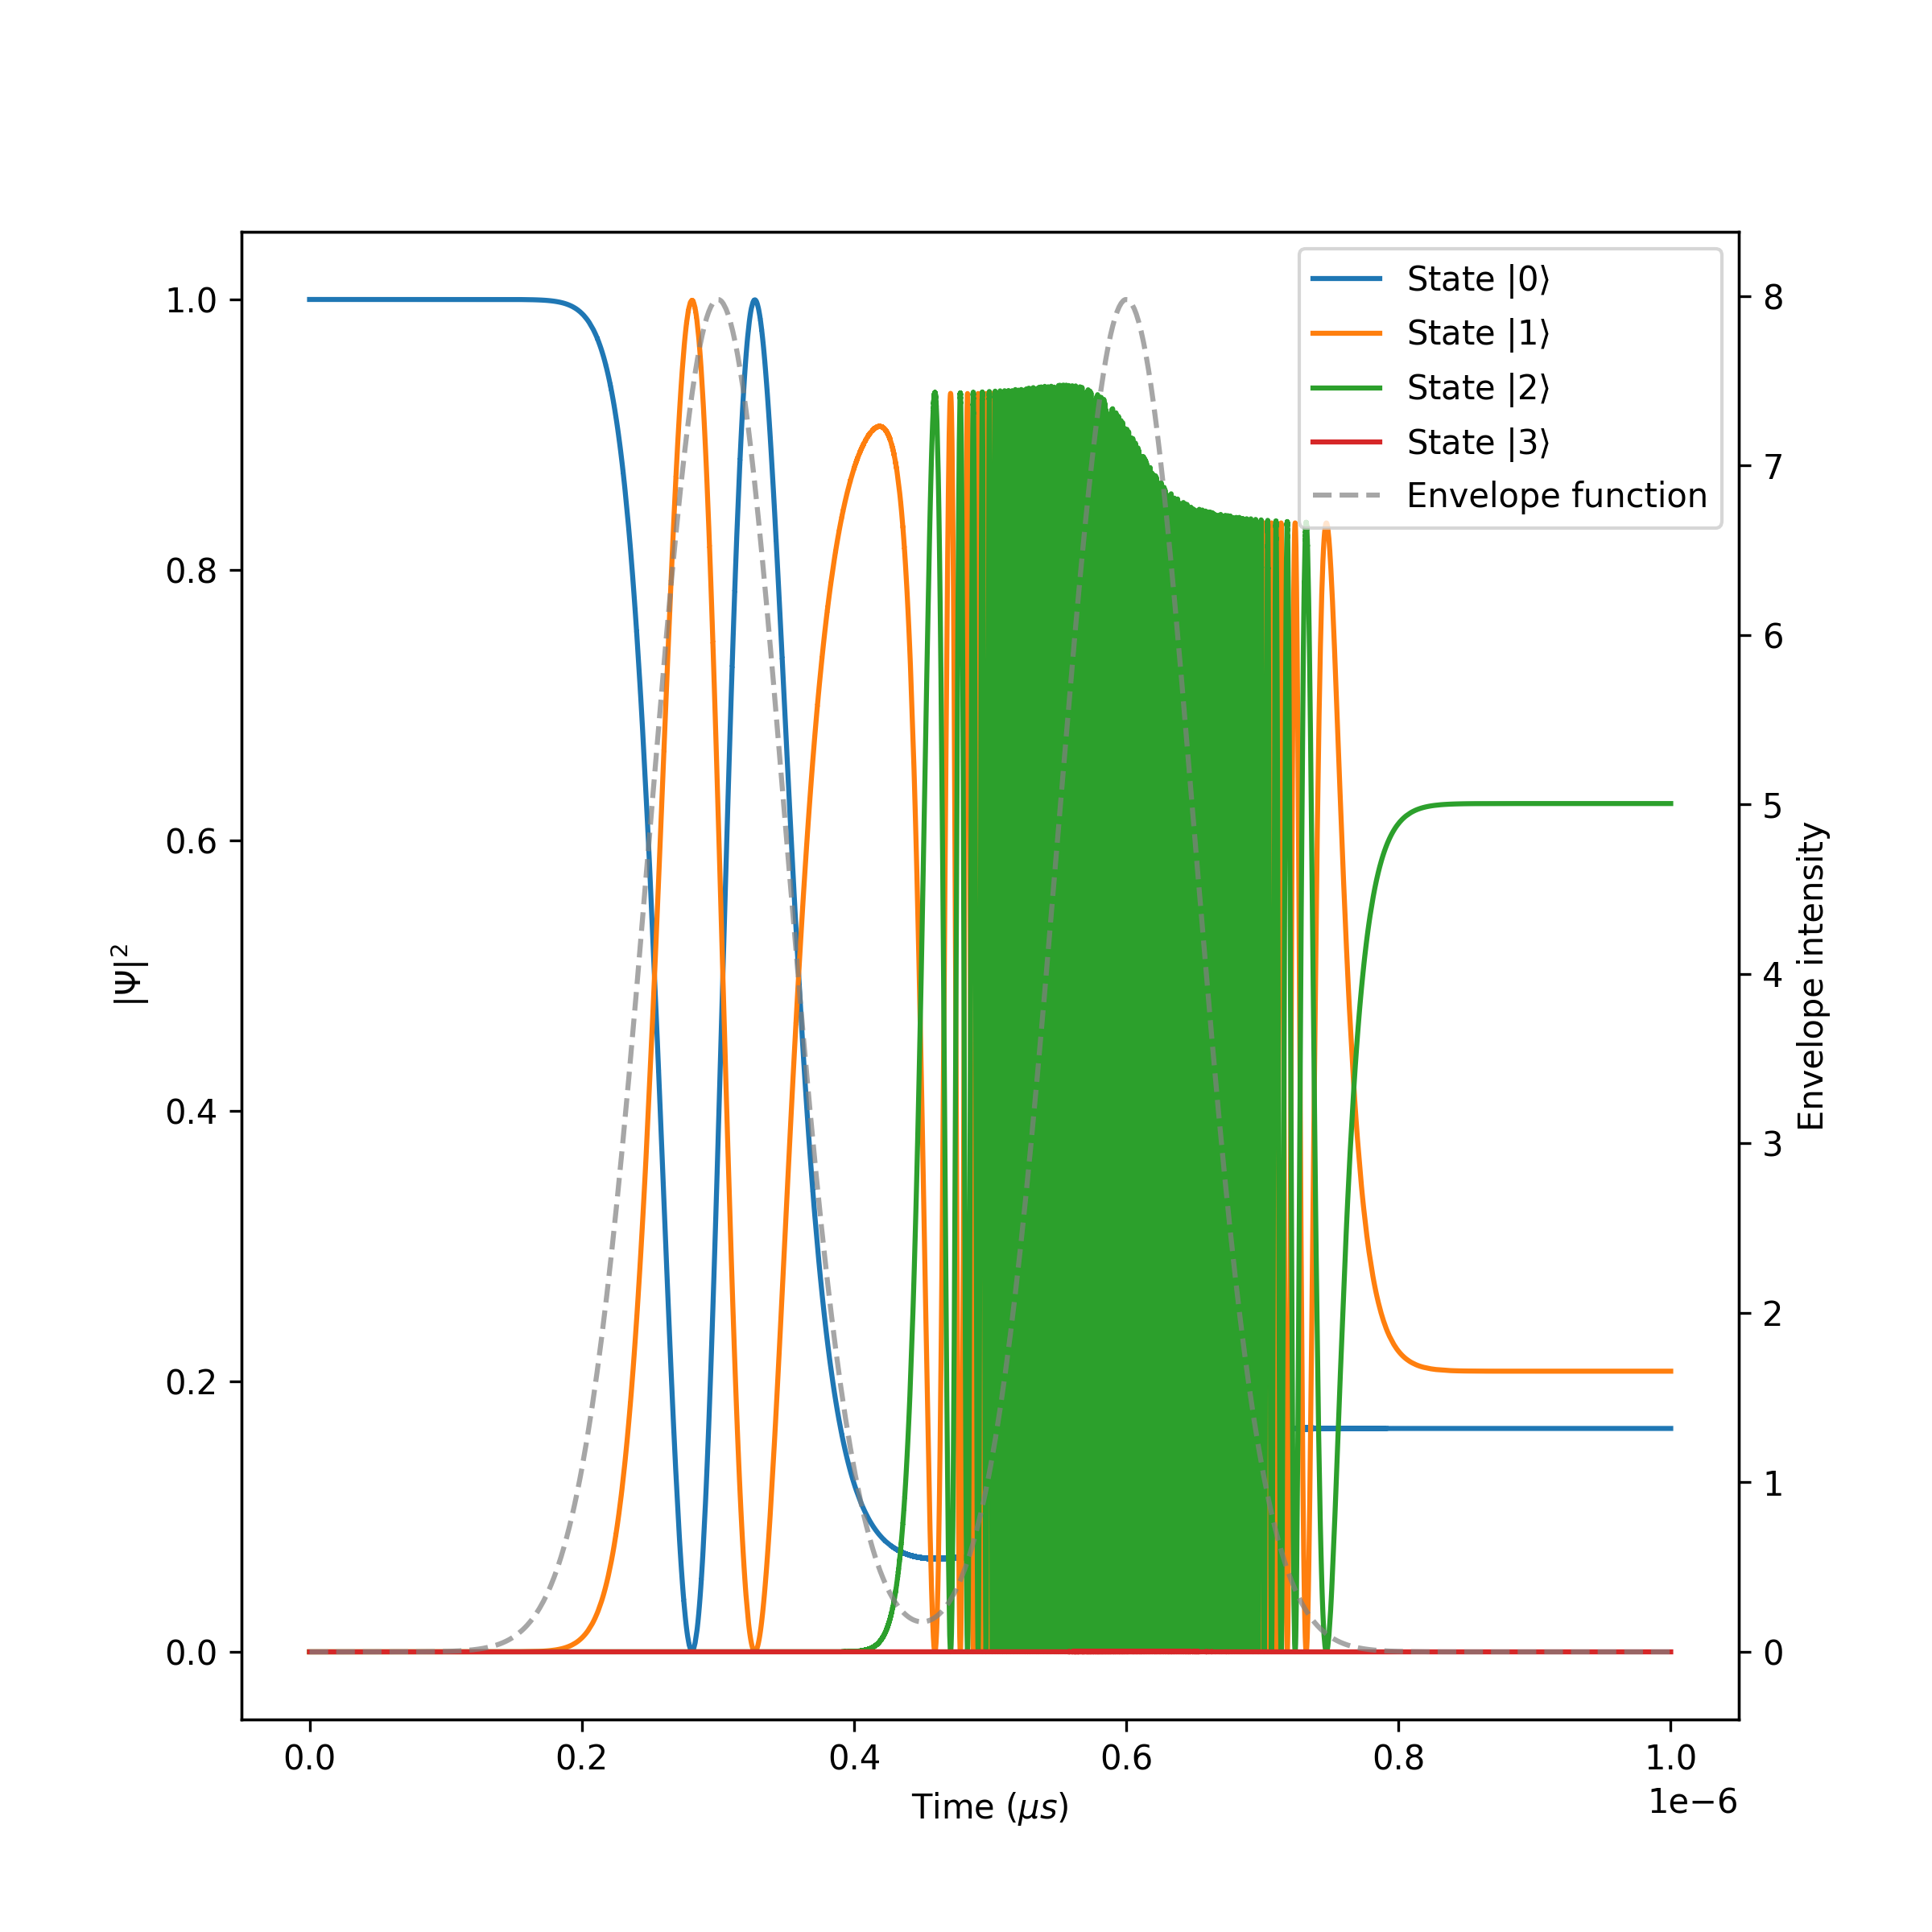 State |0⟩
State |1⟩
State |2⟩
State |3⟩
Envelope function
1.0
0.8
0.6
0.4
0.2
0.0
|Ψ|²
8
7
6
5
4
3
2
1
0
Envelope intensity
0.0 0.2 0.4 0.6 0.8 1.0
1e−6
Time (μs)